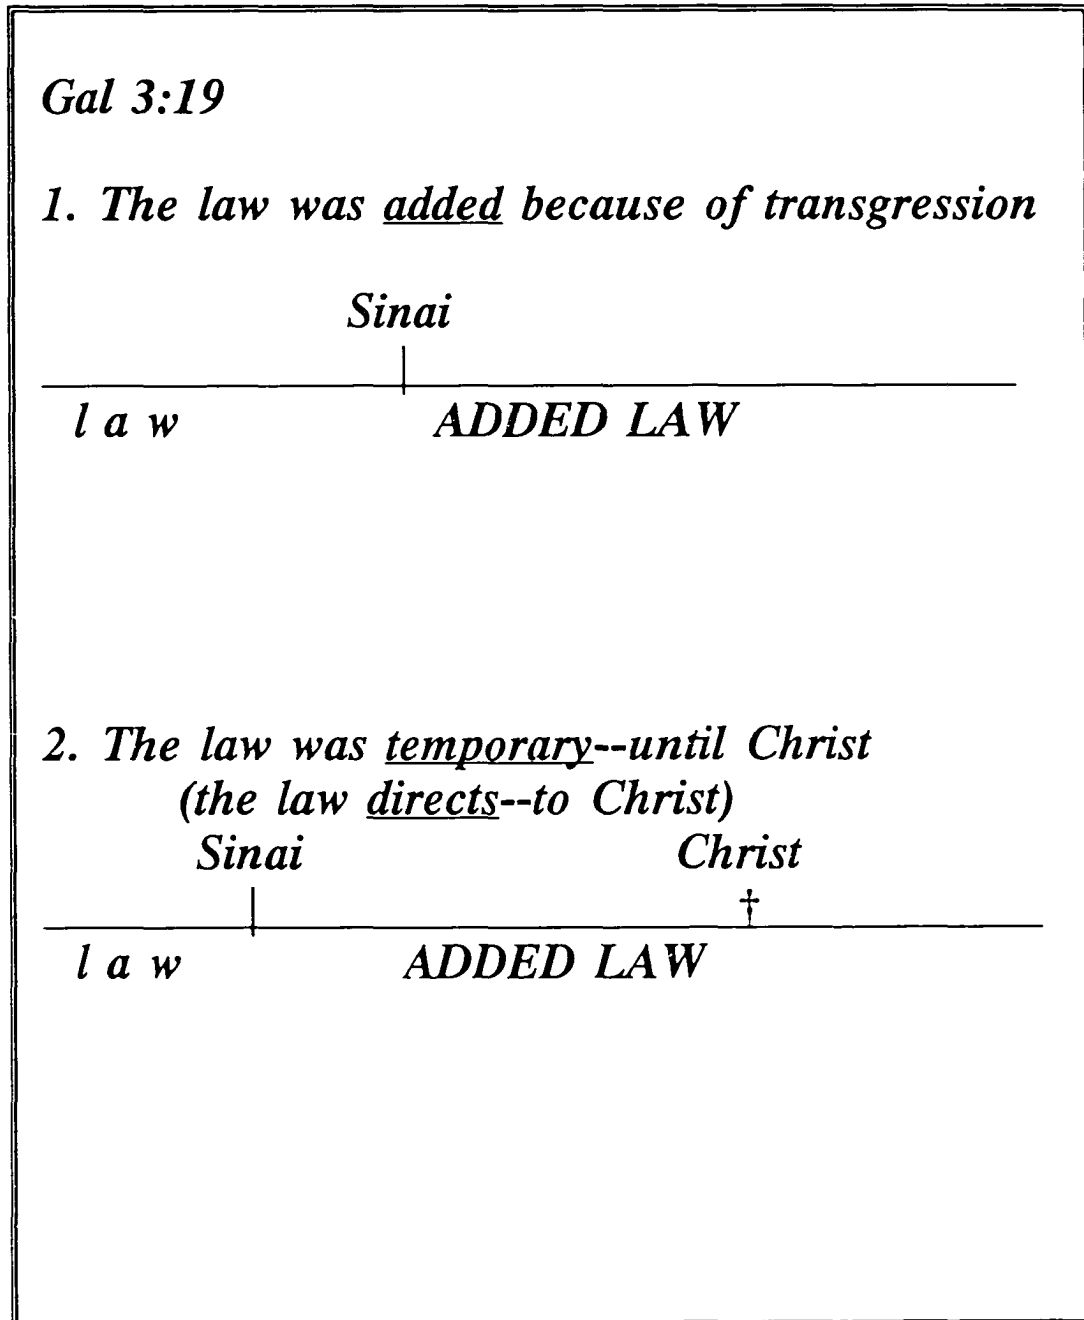 Gal 3:19
1. The law was added because of transgression
Sinai
l a w ADDED LAW
2. The law was temporary--until Christ
(the law directs--to Christ)
Sinai Christ
†
l a w ADDED LAW